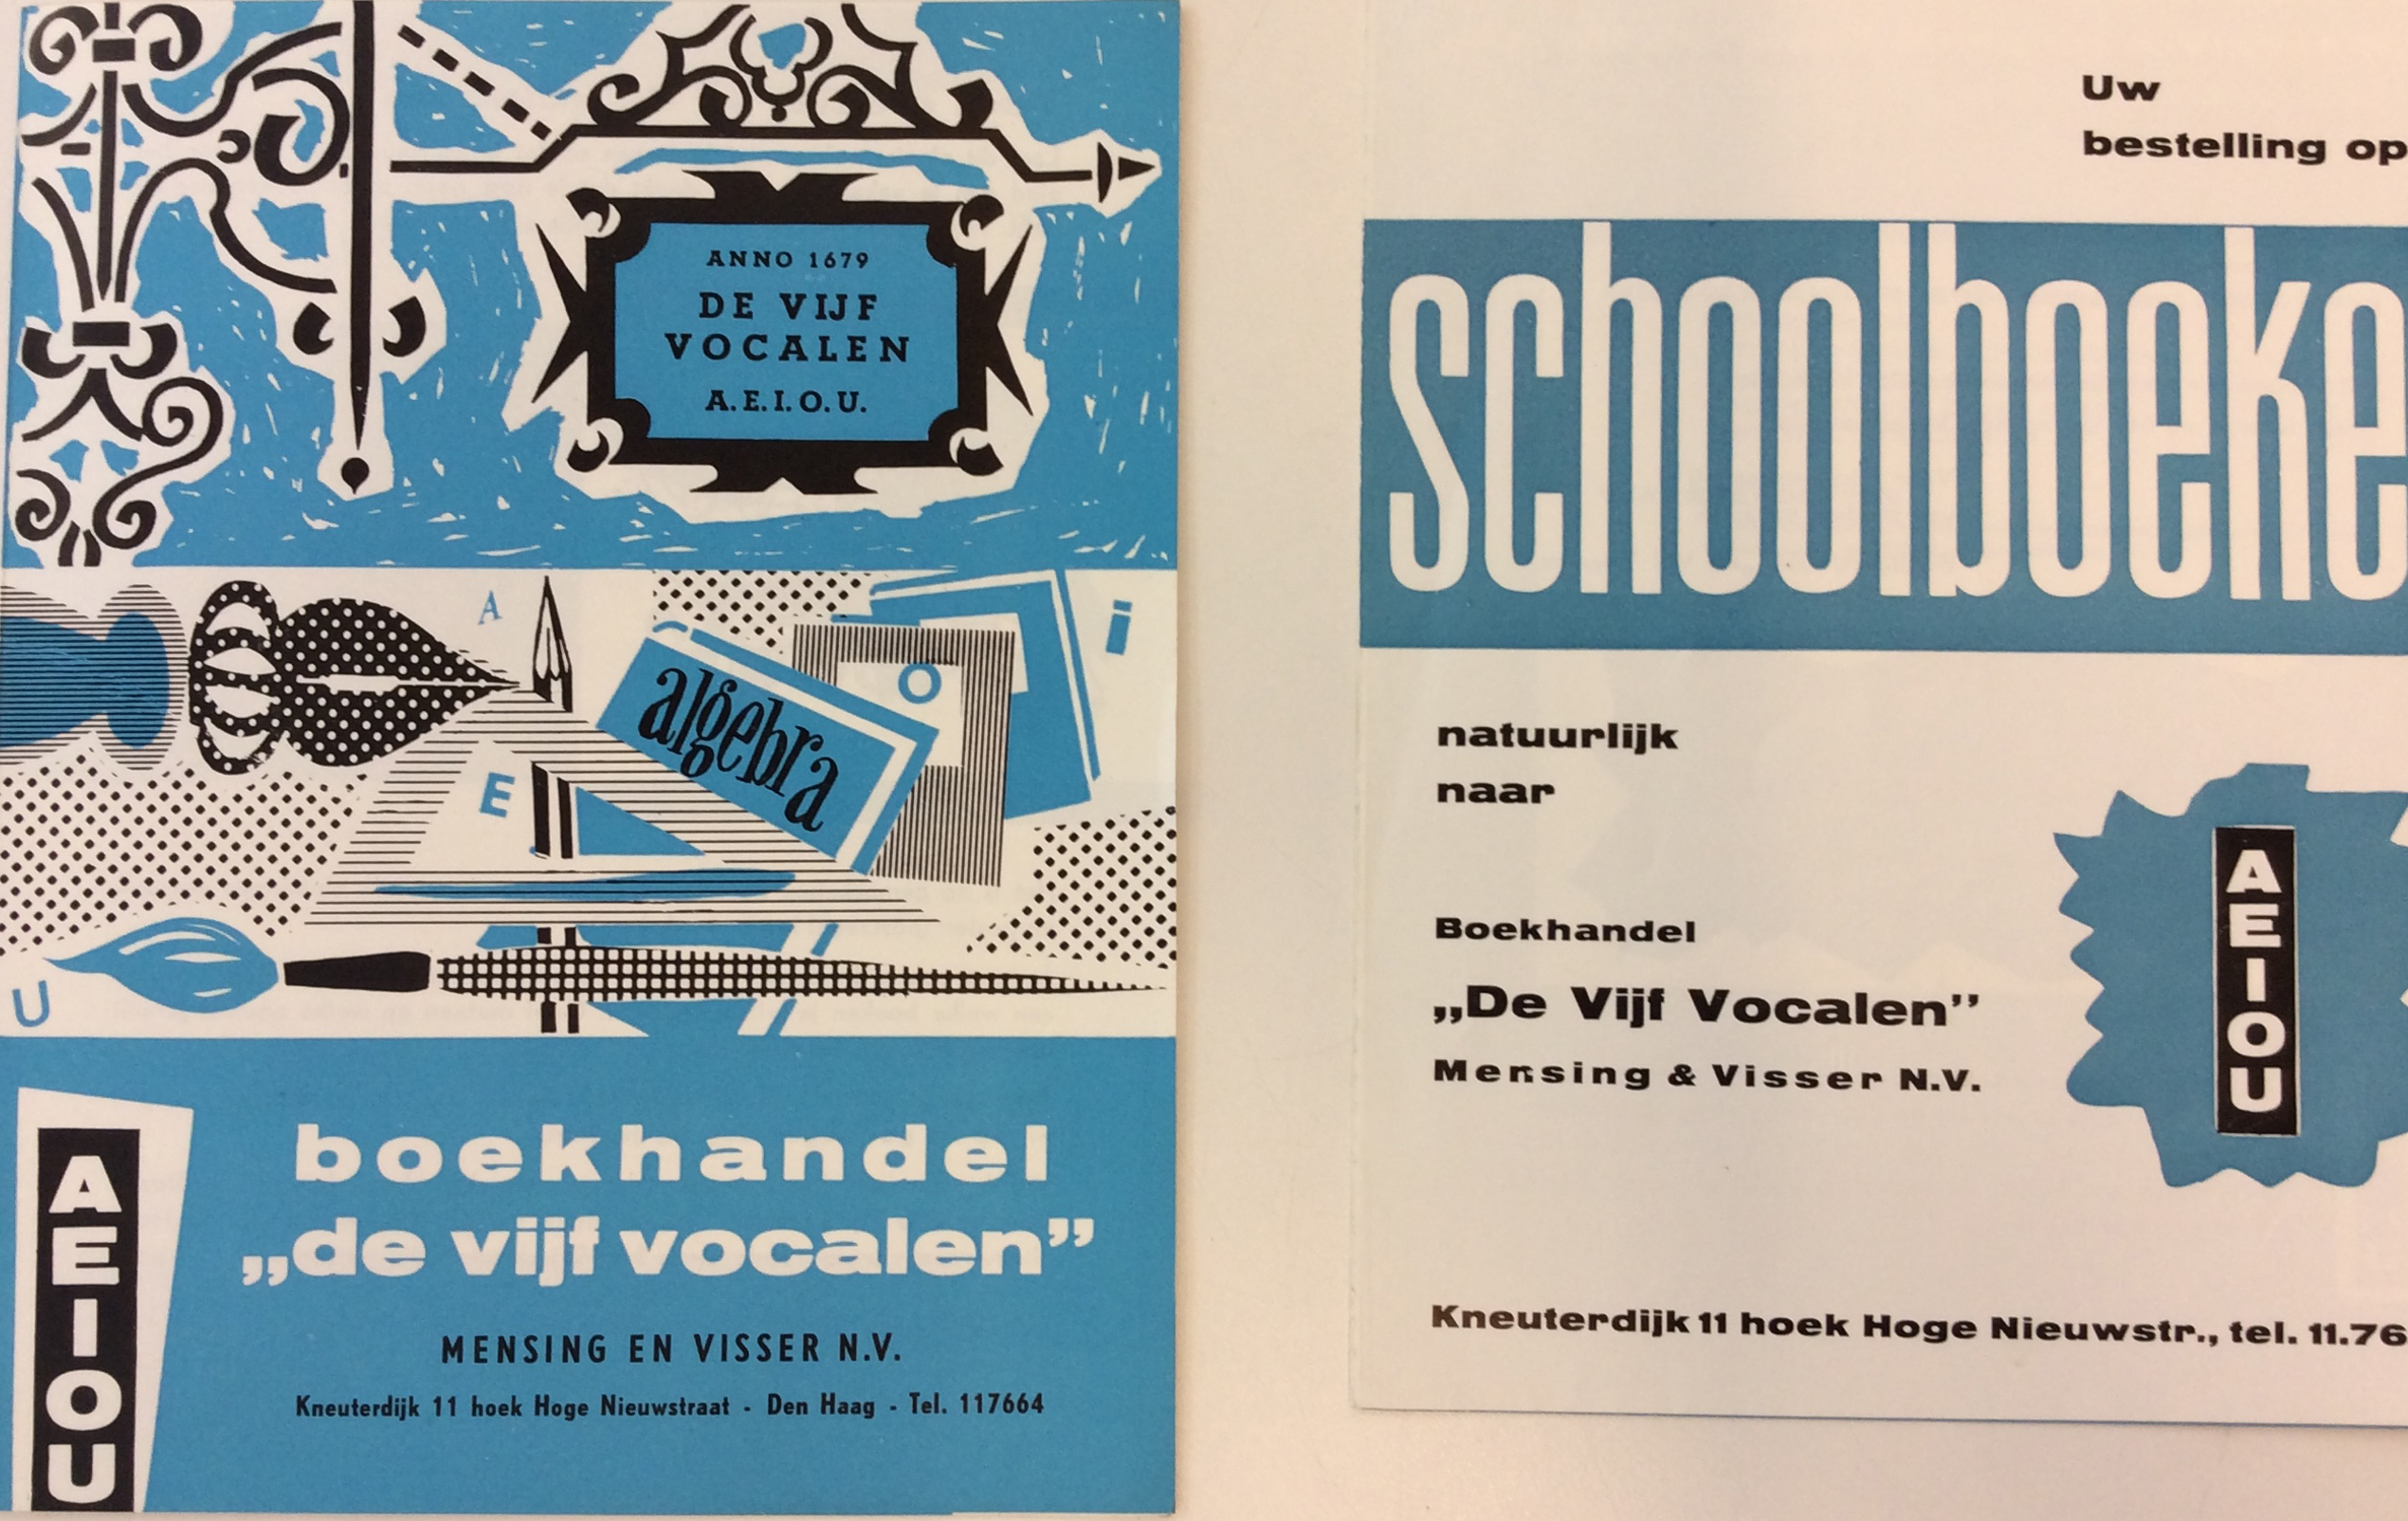 ANNO 1679
DE VIJF
VOCALEN
A.E.I.O.U.
A
i
O
algebra
E
U
A
E
I
O
U
boekhandel
„de vijf vocalen”
MENSING EN VISSER N.V.
Kneuterdijk 11 hoek Hoge Nieuwstraat - Den Haag - Tel. 117664
Uw
bestelling op
schoolboeke
natuurlijk
naar
A
E
I
O
U
Boekhandel
„De Vijf Vocalen”
Mensing & Visser N.V.
Kneuterdijk 11 hoek Hoge Nieuwstr., tel. 11.76